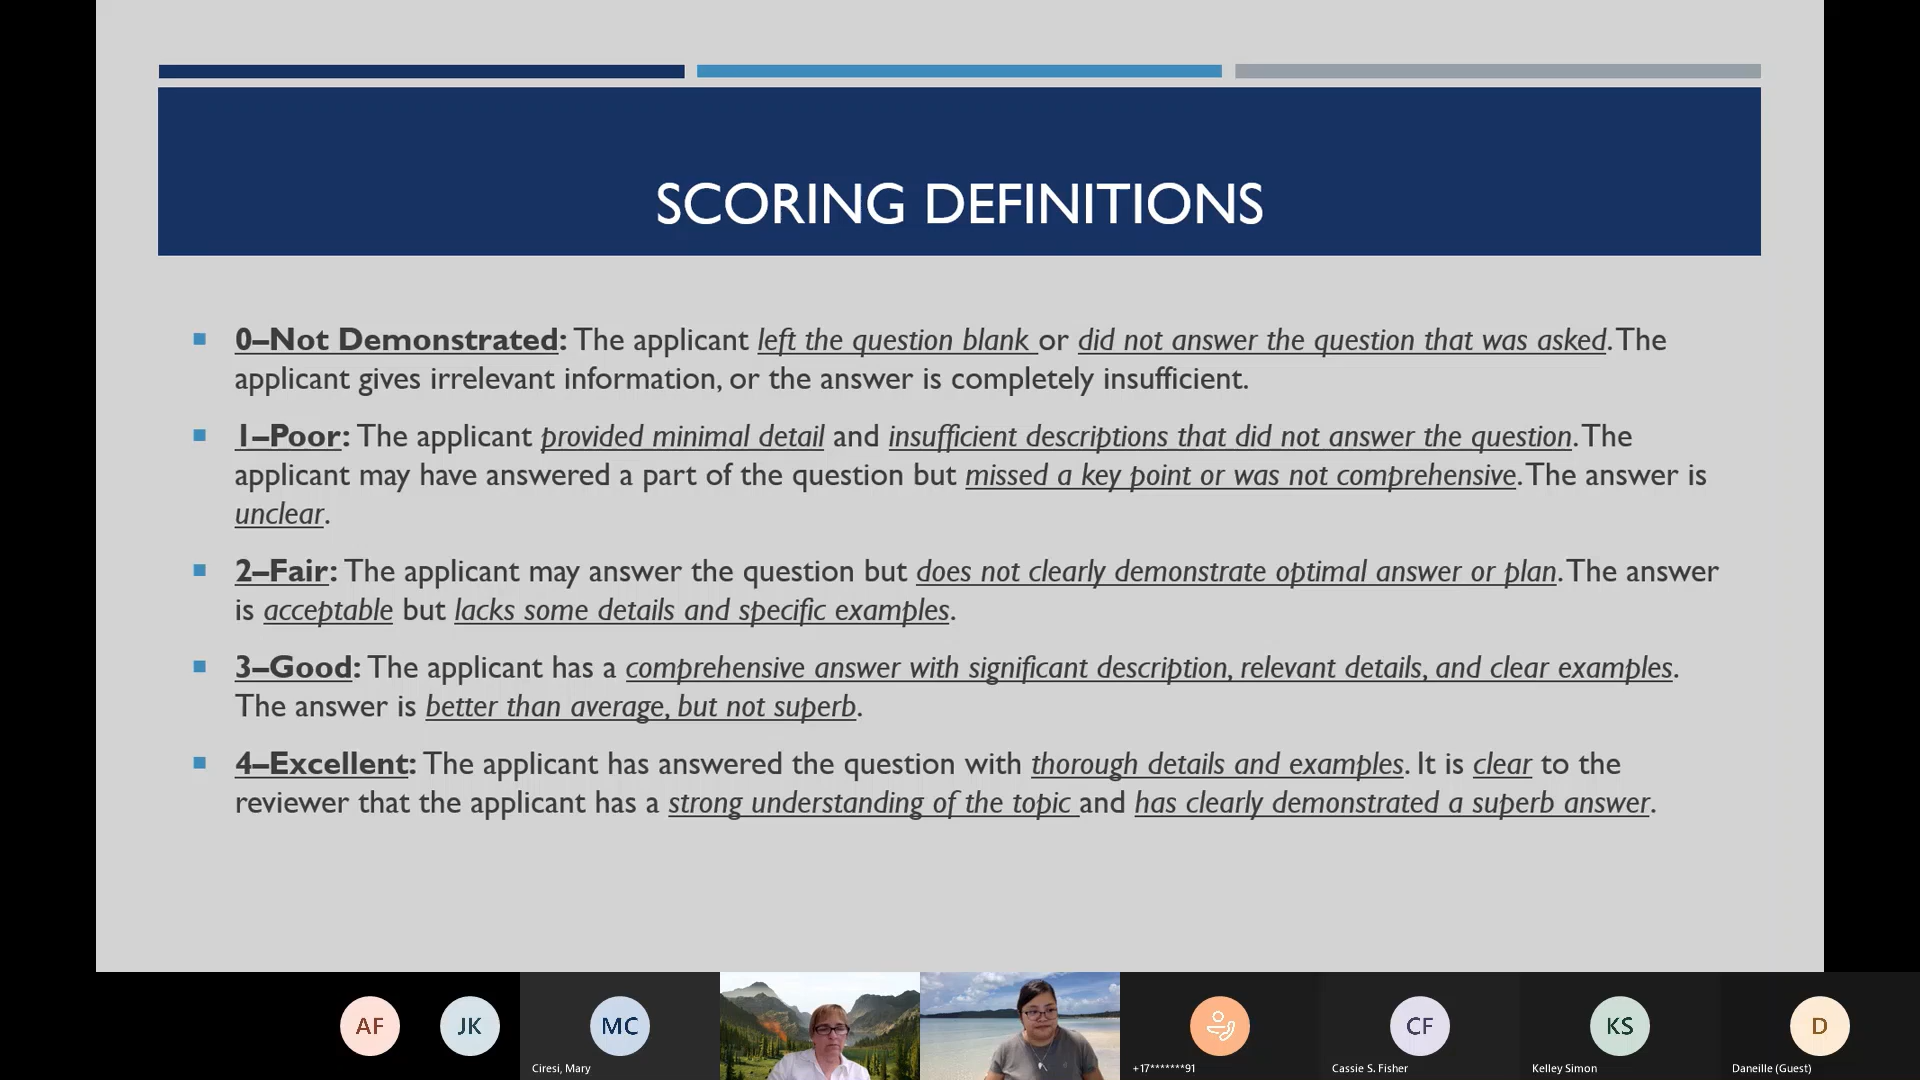 SCORING DEFINITIONS
0–Not Demonstrated: The applicant left the question blank or did not answer the question that was asked. The
applicant gives irrelevant information, or the answer is completely insufficient.
1–Poor: The applicant provided minimal detail and insufficient descriptions that did not answer the question. The
applicant may have answered a part of the question but missed a key point or was not comprehensive. The answer is
unclear.
2–Fair: The applicant may answer the question but does not clearly demonstrate optimal answer or plan. The answer
is acceptable but lacks some details and specific examples.
3–Good: The applicant has a comprehensive answer with significant description, relevant details, and clear examples.
The answer is better than average, but not superb.
4–Excellent: The applicant has answered the question with thorough details and examples. It is clear to the
reviewer that the applicant has a strong understanding of the topic and has clearly demonstrated a superb answer.
AF
JK
MC
CF
KS
D
Ciresi, Mary
+17*******91
Cassie S. Fisher
Kelley Simon
Daneille (Guest)